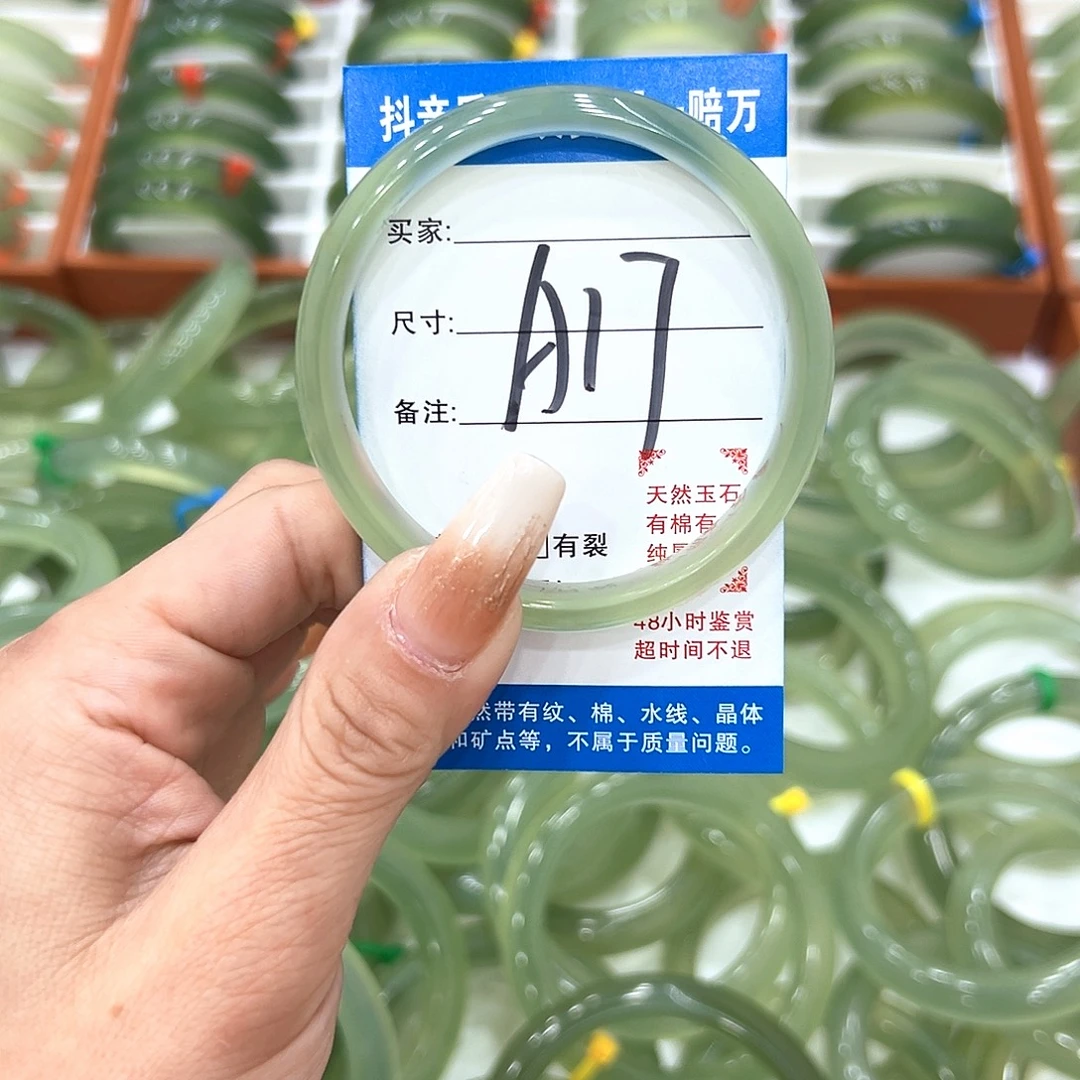 抖音 赔万
买家:
尺寸:
备注:
A17
天然玉石
有棉有
纯
有裂
48小时鉴赏
超时间不退
然带有纹、棉、水线、晶体
和矿点等，不属于质量问题。